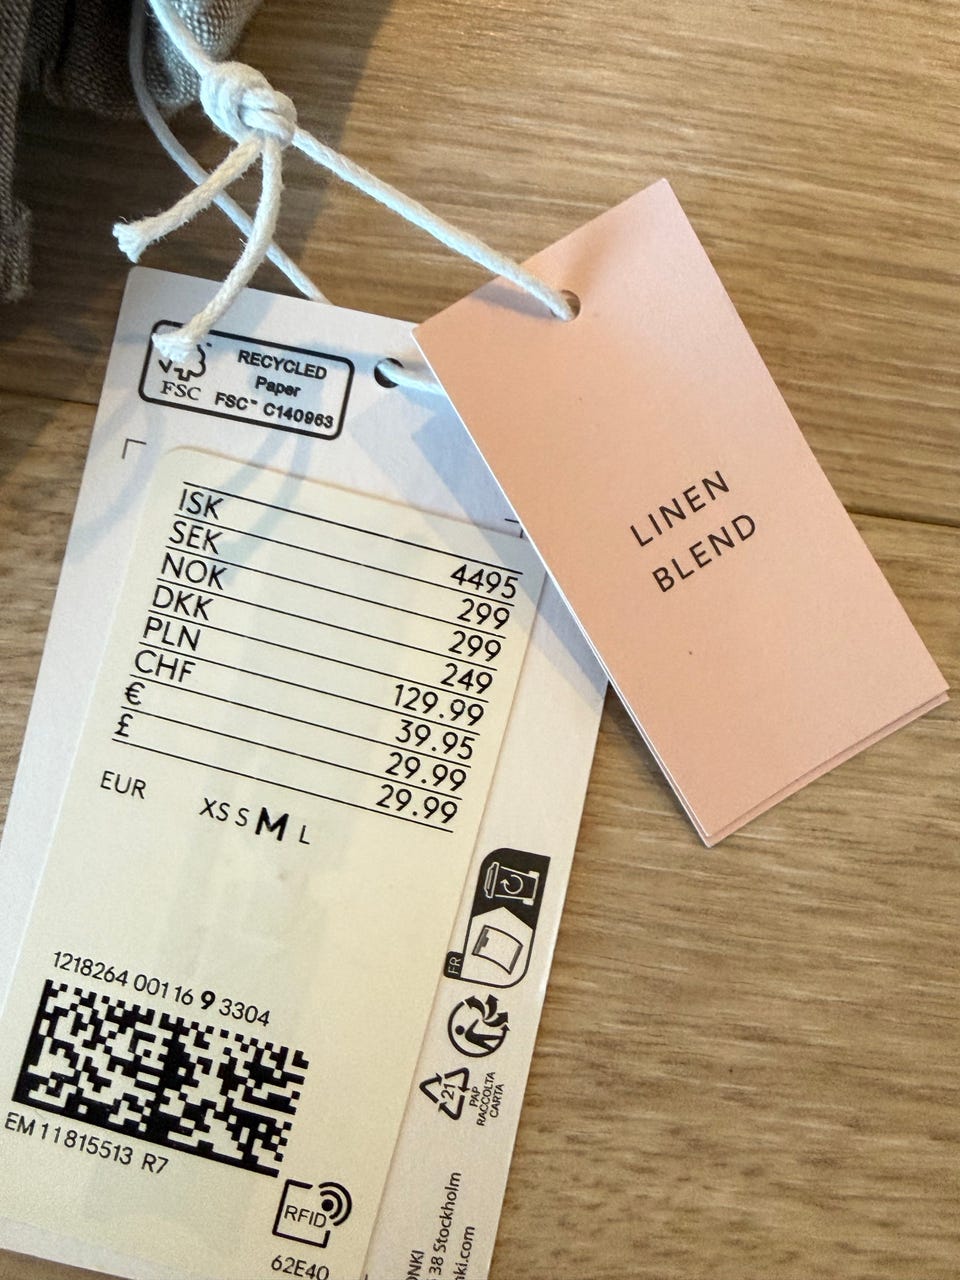 RECYCLED
Paper
FSC™ C140963
FSC
LINEN
BLEND
ISK 4495
SEK 299
NOK 299
DKK 249
PLN 129.99
CHF 39.95
€ 29.99
£ 29.99
EUR XS S M L
FR
1218264 001 16 9 3304
EM 11815513 R7
21
PAP
RACCOLTA
CARTA
RFID
62E40
38 Stockholm